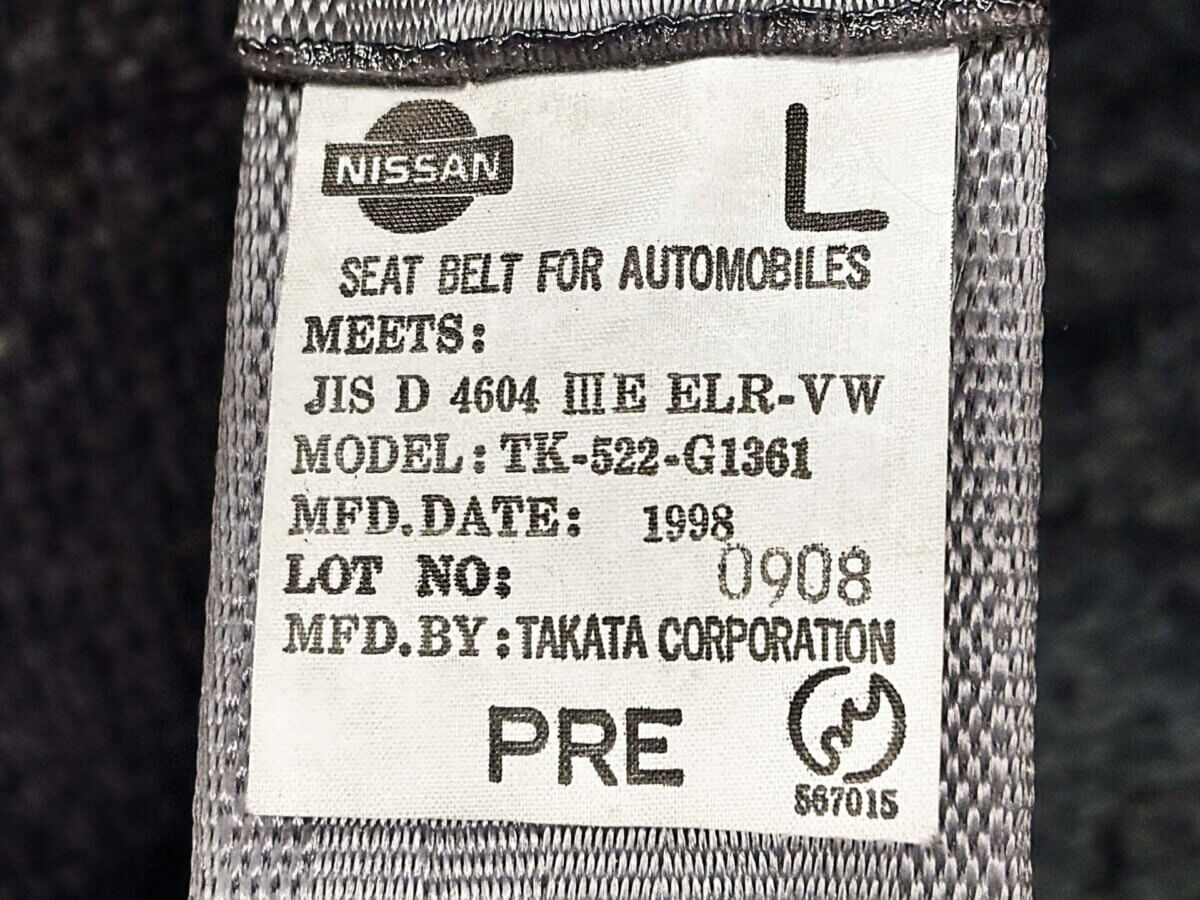 NISSAN
L
SEAT BELT FOR AUTOMOBILES
MEETS:
JIS D 4604 IIIE ELR-VW
MODEL: TK-522-G1361
MFD.DATE: 1998
LOT NO: 0908
MFD.BY: TAKATA CORPORATION
PRE
567015